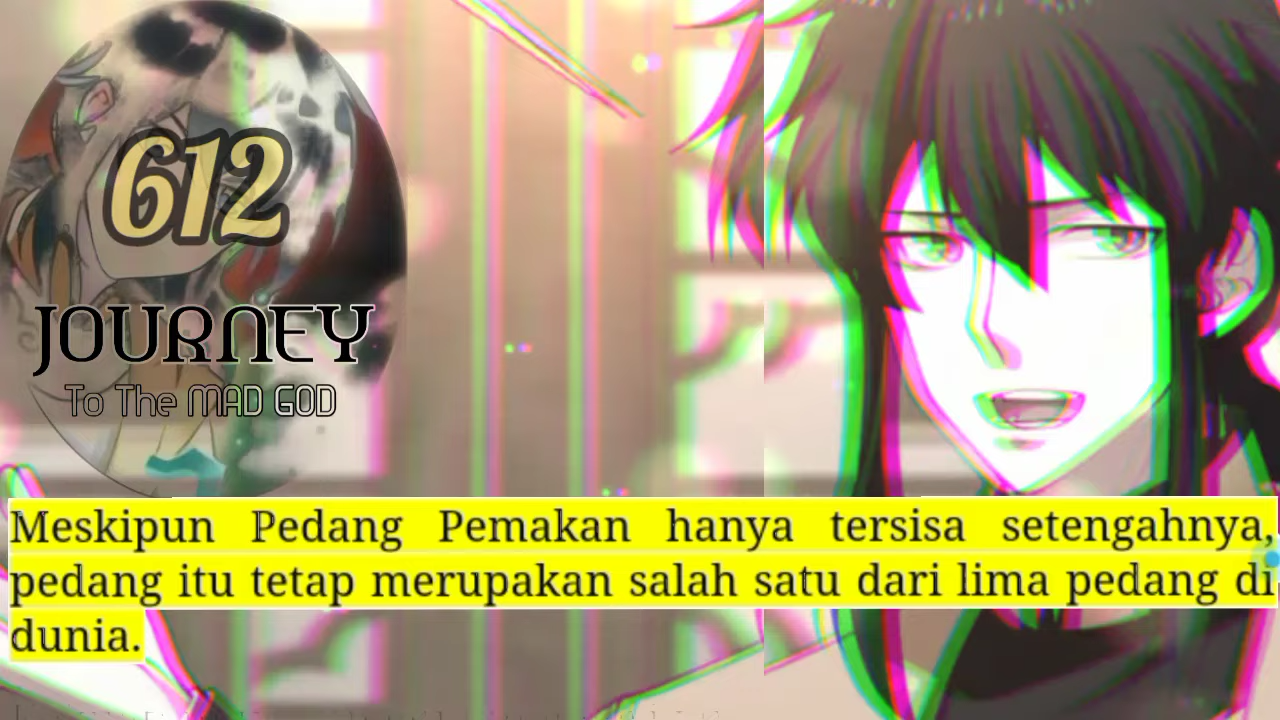 612
JOURNEY
To The MAD GOD
Meskipun Pedang Pemakan hanya tersisa setengahnya,
pedang itu tetap merupakan salah satu dari lima pedang di
dunia.